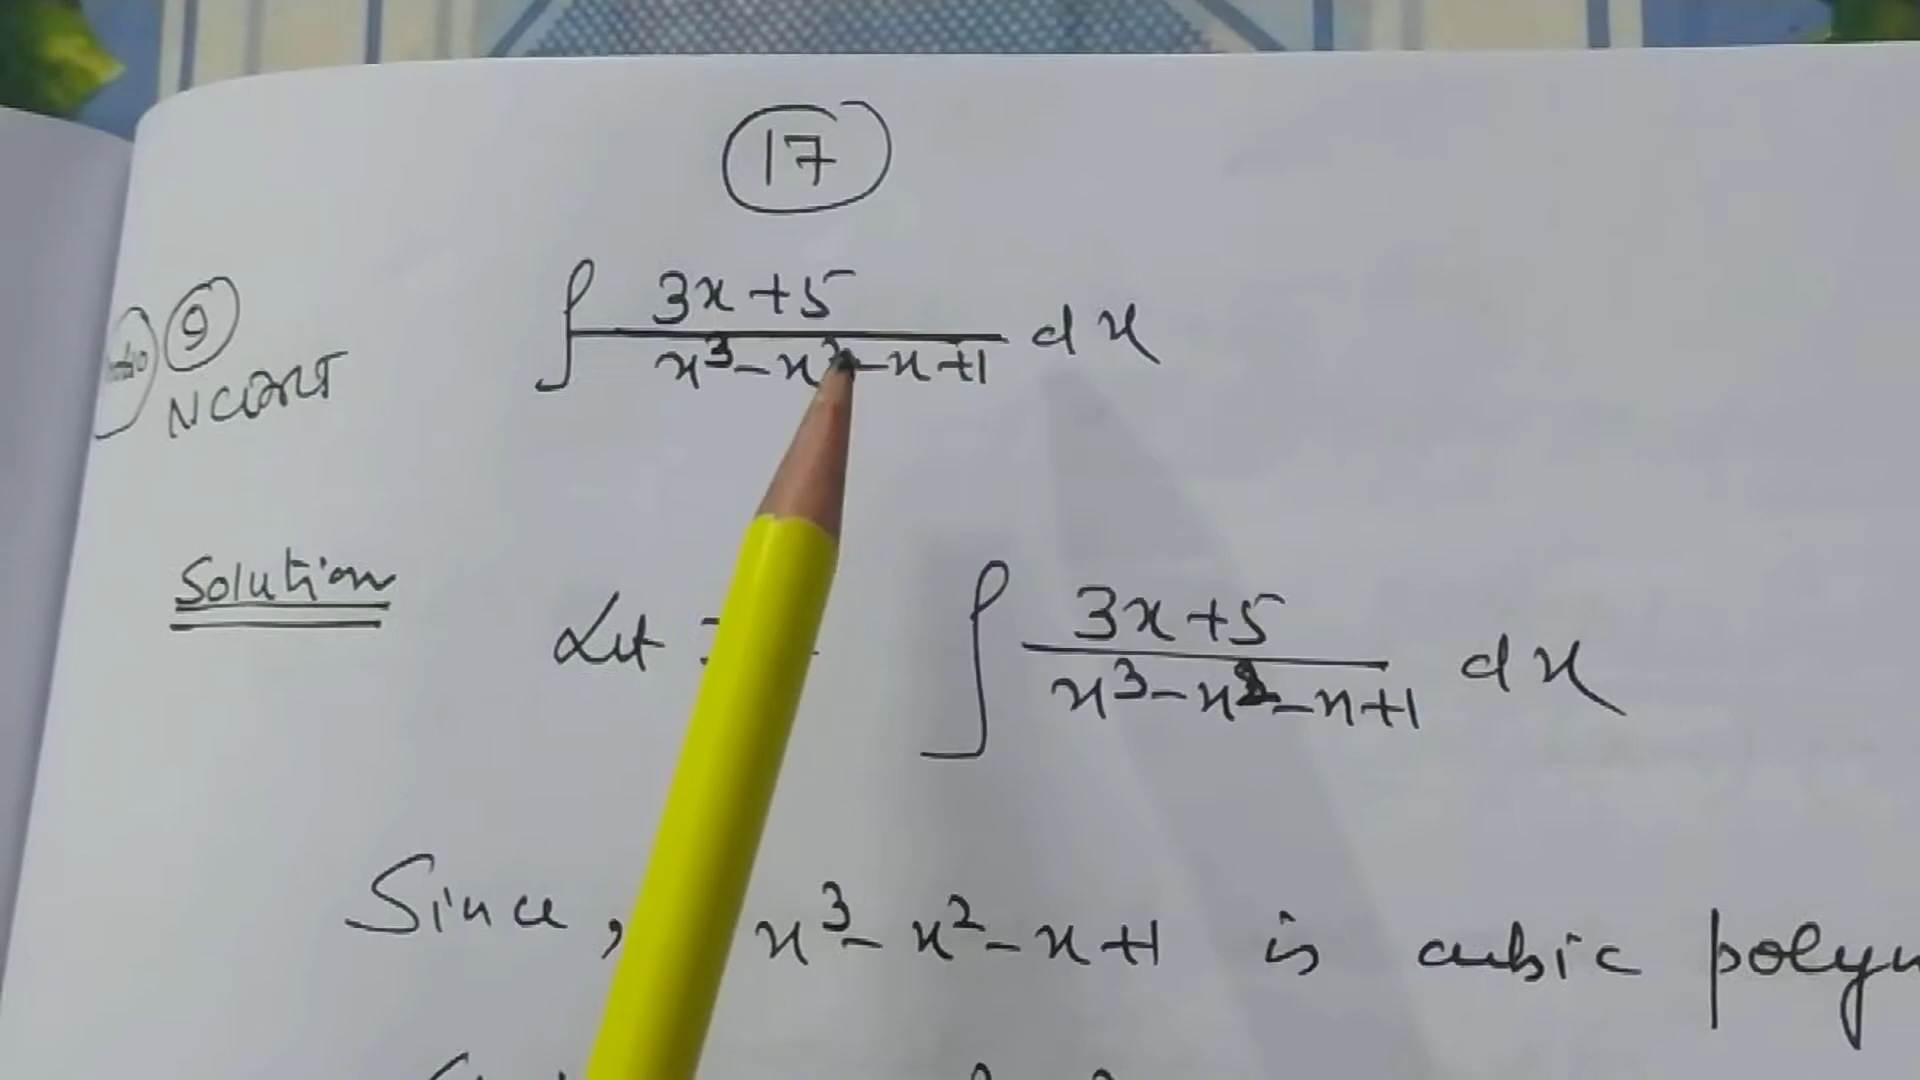 17
9
NCERT
∫ 3x+5 / x³-x²-x+1 dx
Solution
Let
∫ 3x+5 / x³-x²-x+1 dx
Since, x³-x²-x+1 is cubic polyn